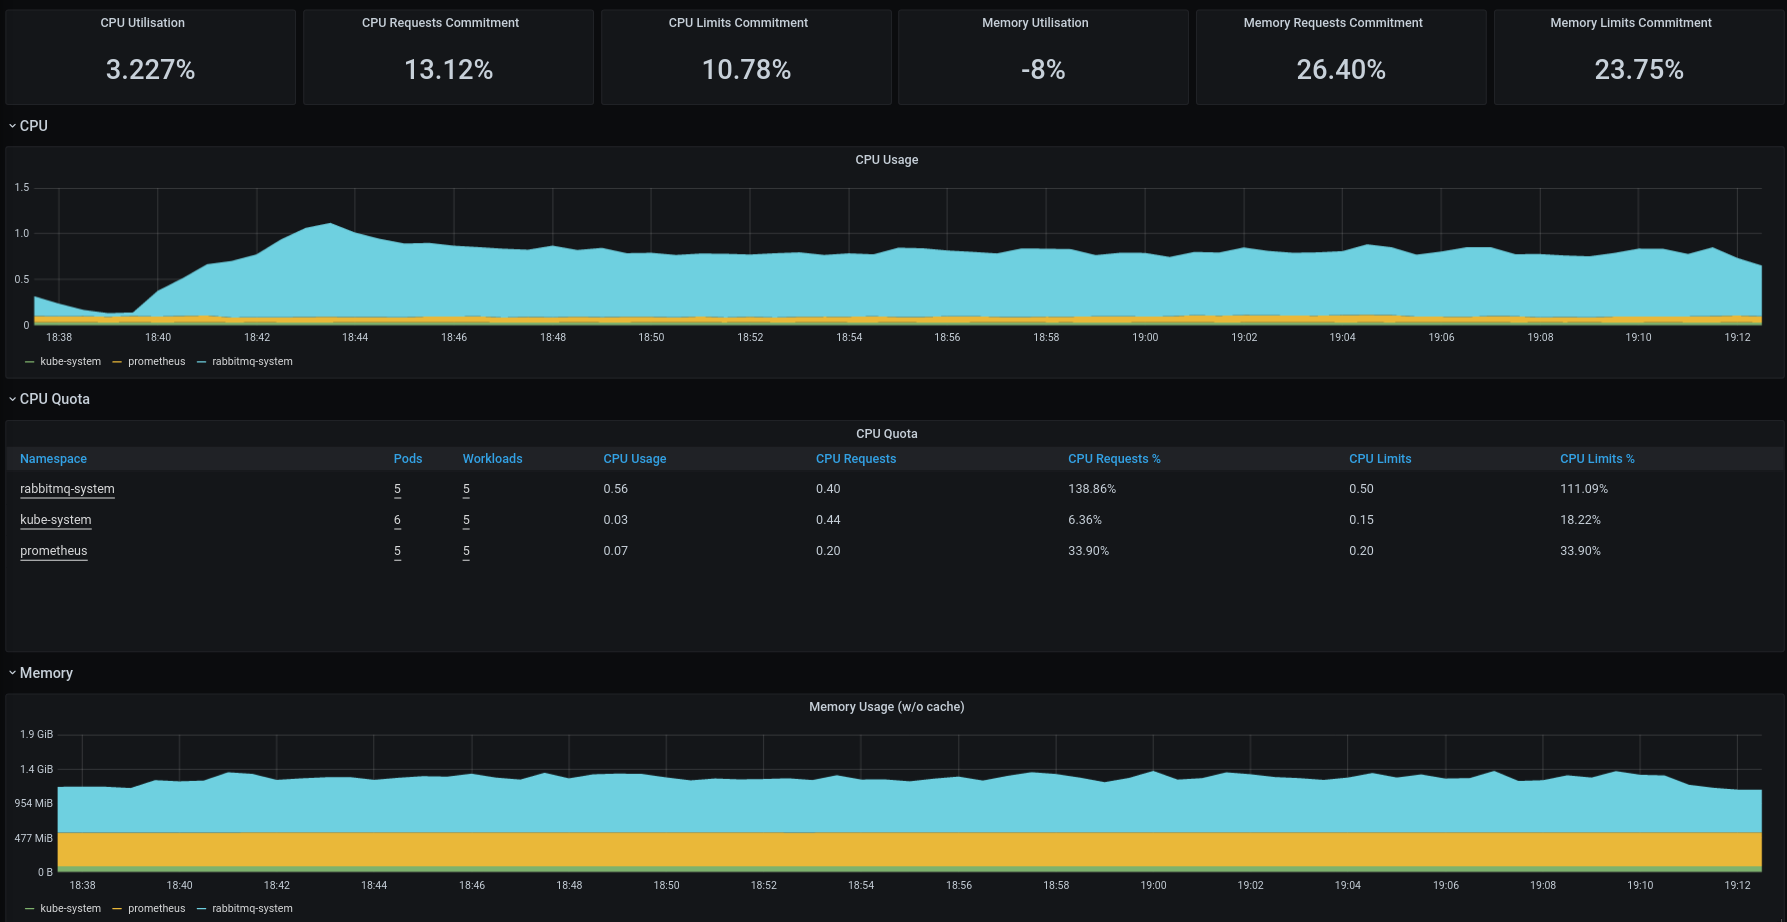 CPU Utilisation CPU Requests Commitment CPU Limits Commitment Memory Utilisation Memory Requests Commitment Memory Limits Commitment
3.227% 13.12% 10.78% -8% 26.40% 23.75%
CPU
CPU Usage
1.5
1.0
0.5
0
18:38 18:40 18:42 18:44 18:46 18:48 18:50 18:52 18:54 18:56 18:58 19:00 19:02 19:04 19:06 19:08 19:10 19:12
kube-system prometheus rabbitmq-system
CPU Quota
CPU Quota
Namespace Pods Workloads CPU Usage CPU Requests CPU Requests % CPU Limits CPU Limits %
rabbitmq-system 5 5 0.56 0.40 138.86% 0.50 111.09%
kube-system 6 5 0.03 0.44 6.36% 0.15 18.22%
prometheus 5 5 0.07 0.20 33.90% 0.20 33.90%
Memory
Memory Usage (w/o cache)
1.9 GiB
1.4 GiB
954 MiB
477 MiB
0 B
18:38 18:40 18:42 18:44 18:46 18:48 18:50 18:52 18:54 18:56 18:58 19:00 19:02 19:04 19:06 19:08 19:10 19:12
kube-system prometheus rabbitmq-system